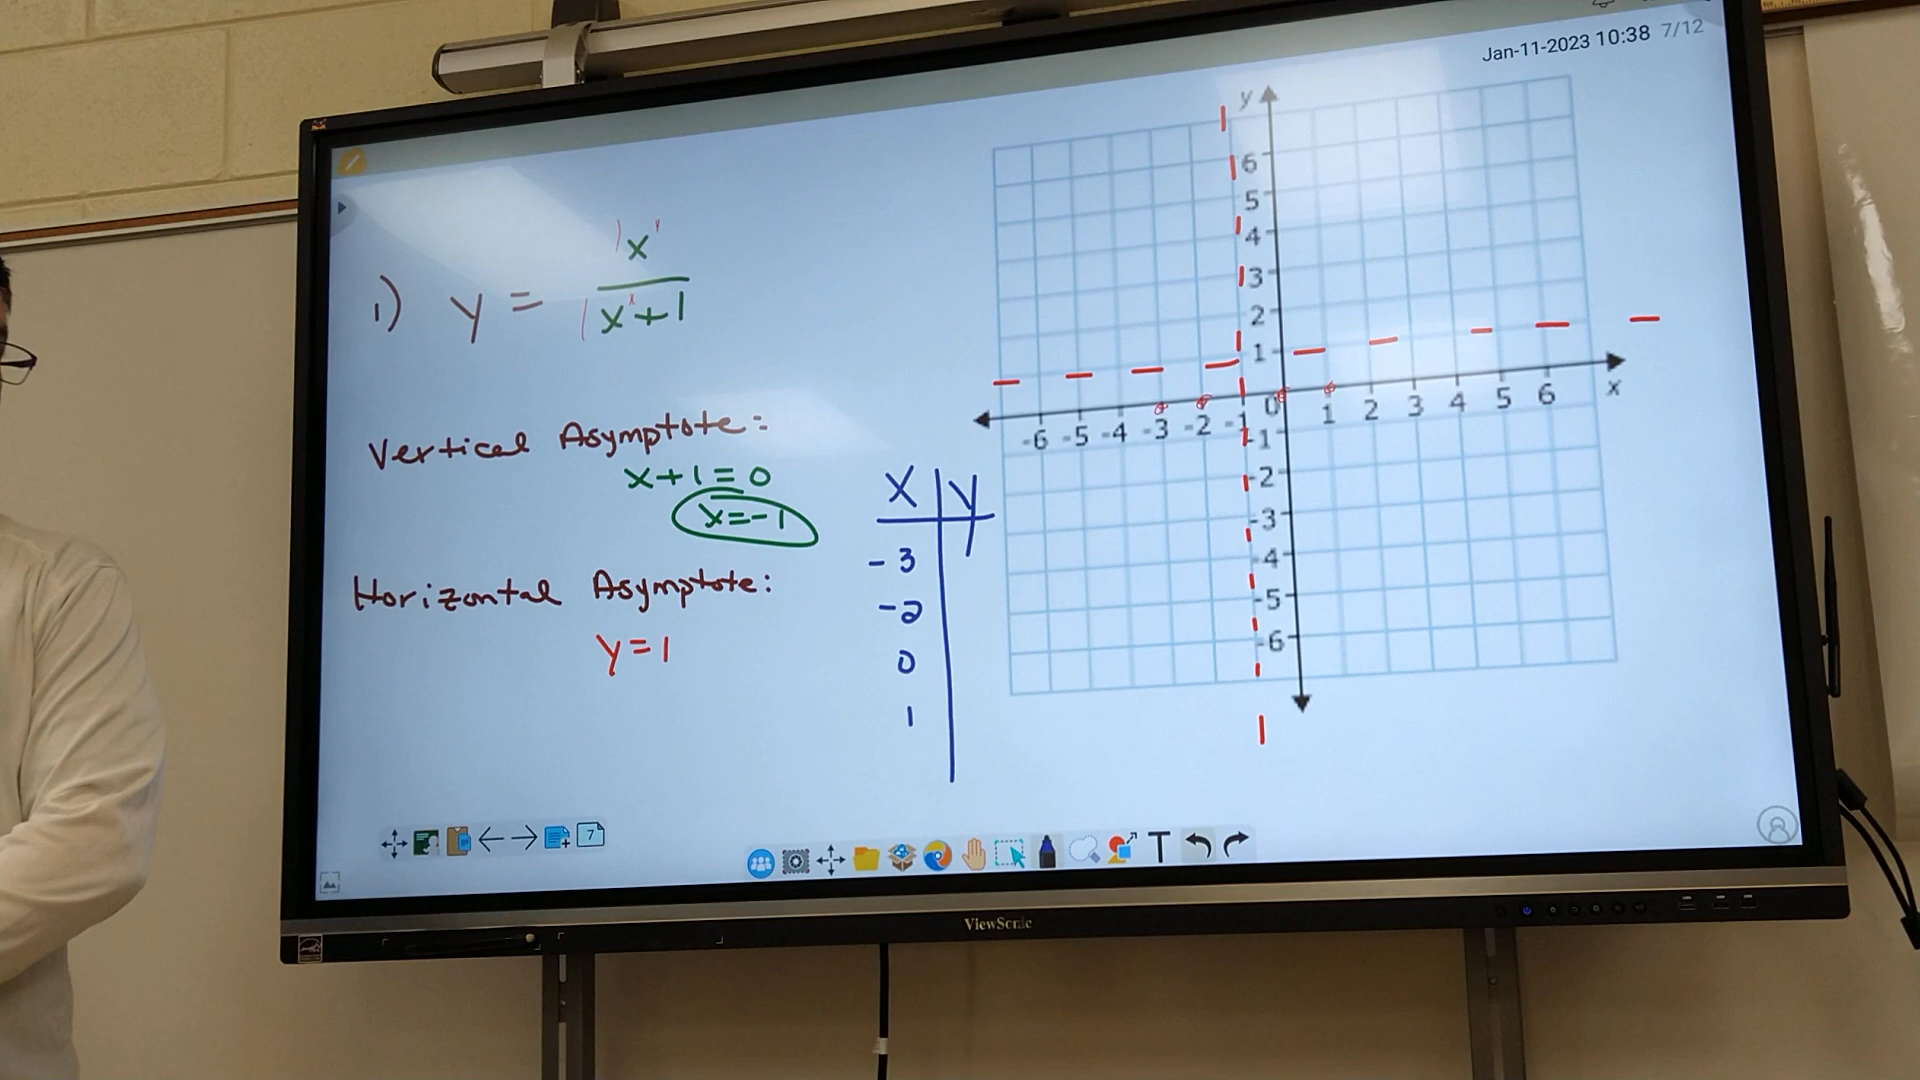 Jan-11-2023 10:38 7/12
1) y = x / x+1
Vertical Asymptote:
x+1=0
x=-1
Horizontal Asymptote:
y=1
X Y
-3
-2
0
1
y
6
5
4
3
2
1
-6 -5 -4 -3 -2 -1 0 1 2 3 4 5 6 x
-1
-2
-3
-4
-5
-6
7
T
ViewSonic